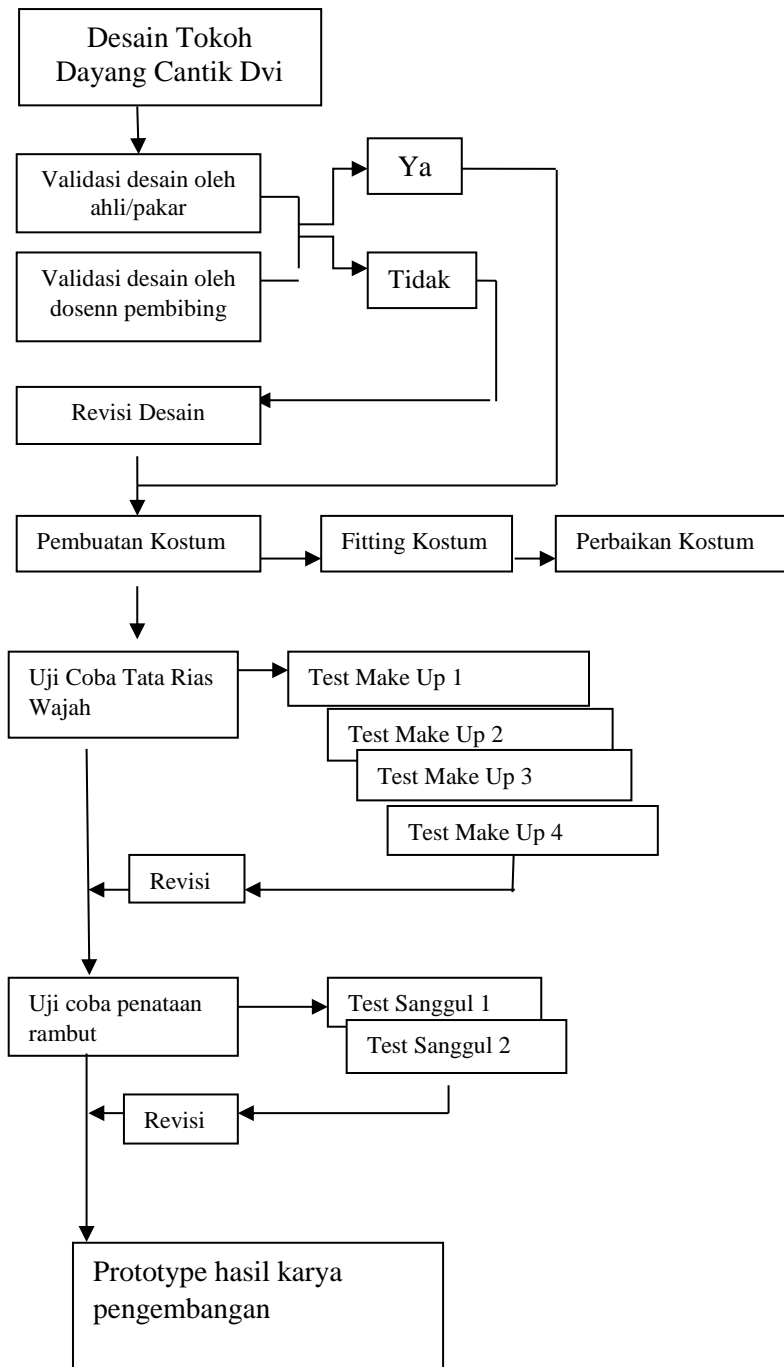 Desain Tokoh
Dayang Cantik Dvi
Validasi desain oleh
ahli/pakar
Ya
Validasi desain oleh
dosenn pembibing
Tidak
Revisi Desain
Pembuatan Kostum
Fitting Kostum
Perbaikan Kostum
Uji Coba Tata Rias
Wajah
Test Make Up 1
Test Make Up 2
Test Make Up 3
Test Make Up 4
Revisi
Uji coba penataan
rambut
Test Sanggul 1
Test Sanggul 2
Revisi
Prototype hasil karya
pengembangan